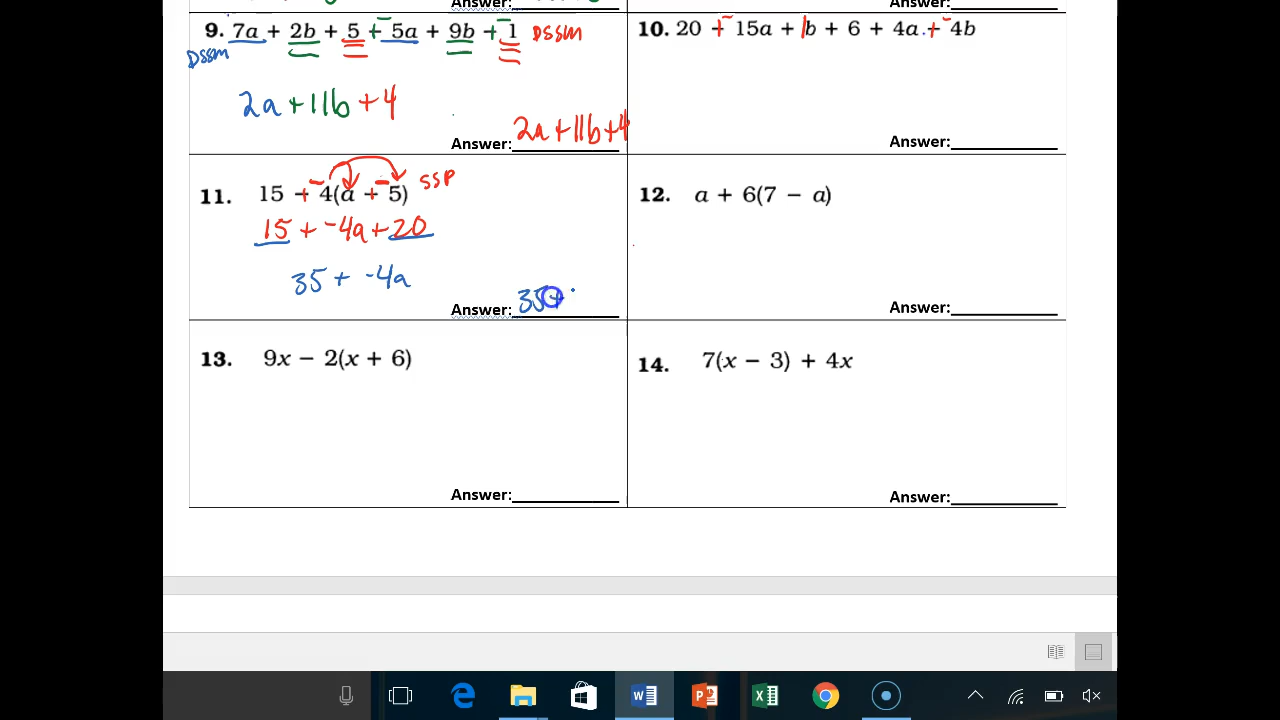 Answer:
Answer:
9. 7a + 2b + 5 + -5a + 9b + -1 DSSM
DSSM
2a + 11b + 4
Answer: 2a + 11b + 4
10. 20 + - 15a + 1b + 6 + 4a + - 4b
Answer:
11. 15 + - 4(a + - 5) SSP
15 + -4a + 20
35 + -4a
Answer: 35+
12. a + 6(7 − a)
Answer:
13. 9x − 2(x + 6)
Answer:
14. 7(x − 3) + 4x
Answer: